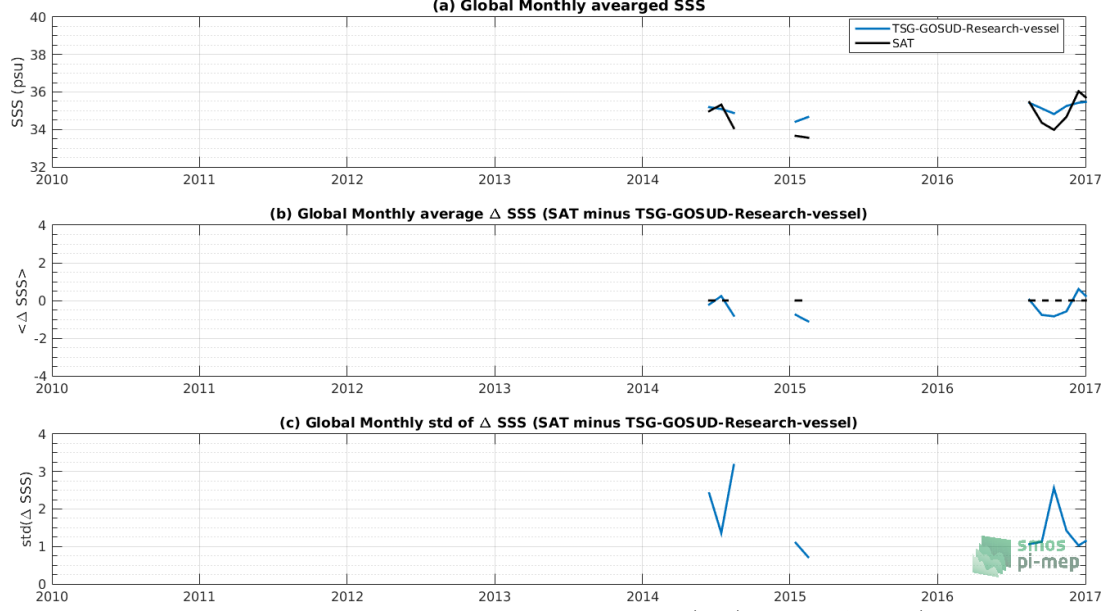 (a) Global Monthly avearged SSS
40
38
36
34
32
SSS (psu)
TSG-GOSUD-Research-vessel
SAT
2010 2011 2012 2013 2014 2015 2016 2017
(b) Global Monthly average Δ SSS (SAT minus TSG-GOSUD-Research-vessel)
4
2
0
-2
-4
<Δ SSS>
2010 2011 2012 2013 2014 2015 2016 2017
(c) Global Monthly std of Δ SSS (SAT minus TSG-GOSUD-Research-vessel)
4
3
2
1
0
std(Δ SSS)
smos
pi-mep
2010 2011 2012 2013 2014 2015 2016 2017